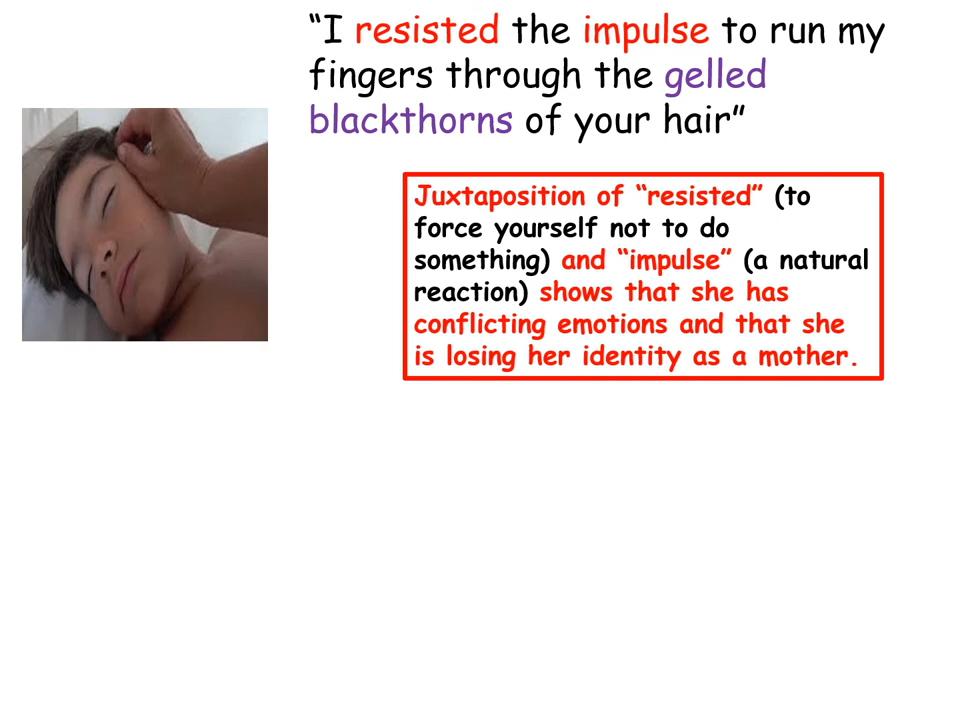 “I resisted the impulse to run my
fingers through the gelled
blackthorns of your hair”
Juxtaposition of “resisted” (to
force yourself not to do
something) and “impulse” (a natural
reaction) shows that she has
conflicting emotions and that she
is losing her identity as a mother.